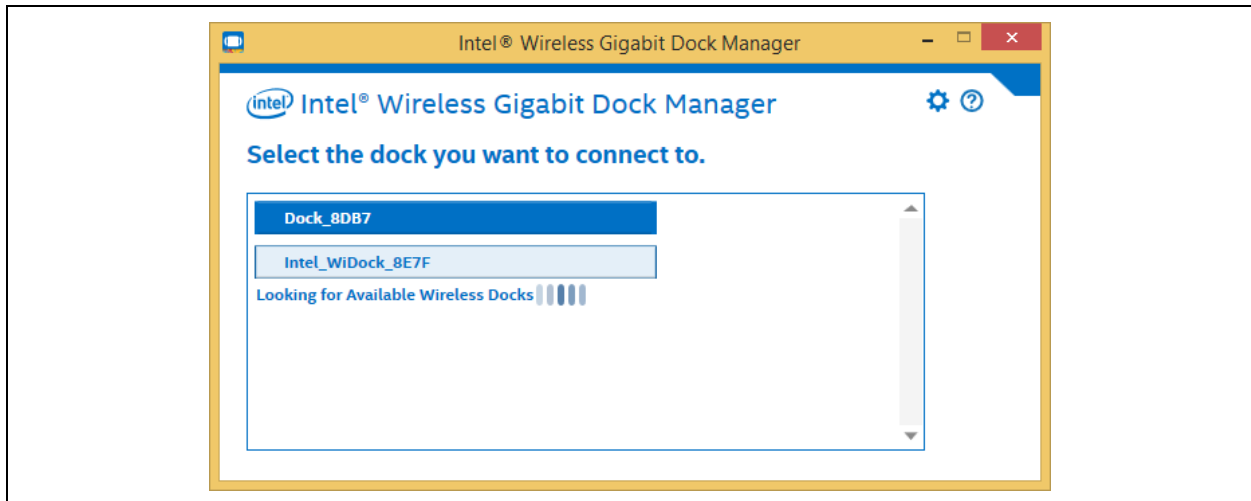 Intel® Wireless Gigabit Dock Manager
intel Intel® Wireless Gigabit Dock Manager
Select the dock you want to connect to.
Dock_8DB7
Intel_WiDock_8E7F
Looking for Available Wireless Docks